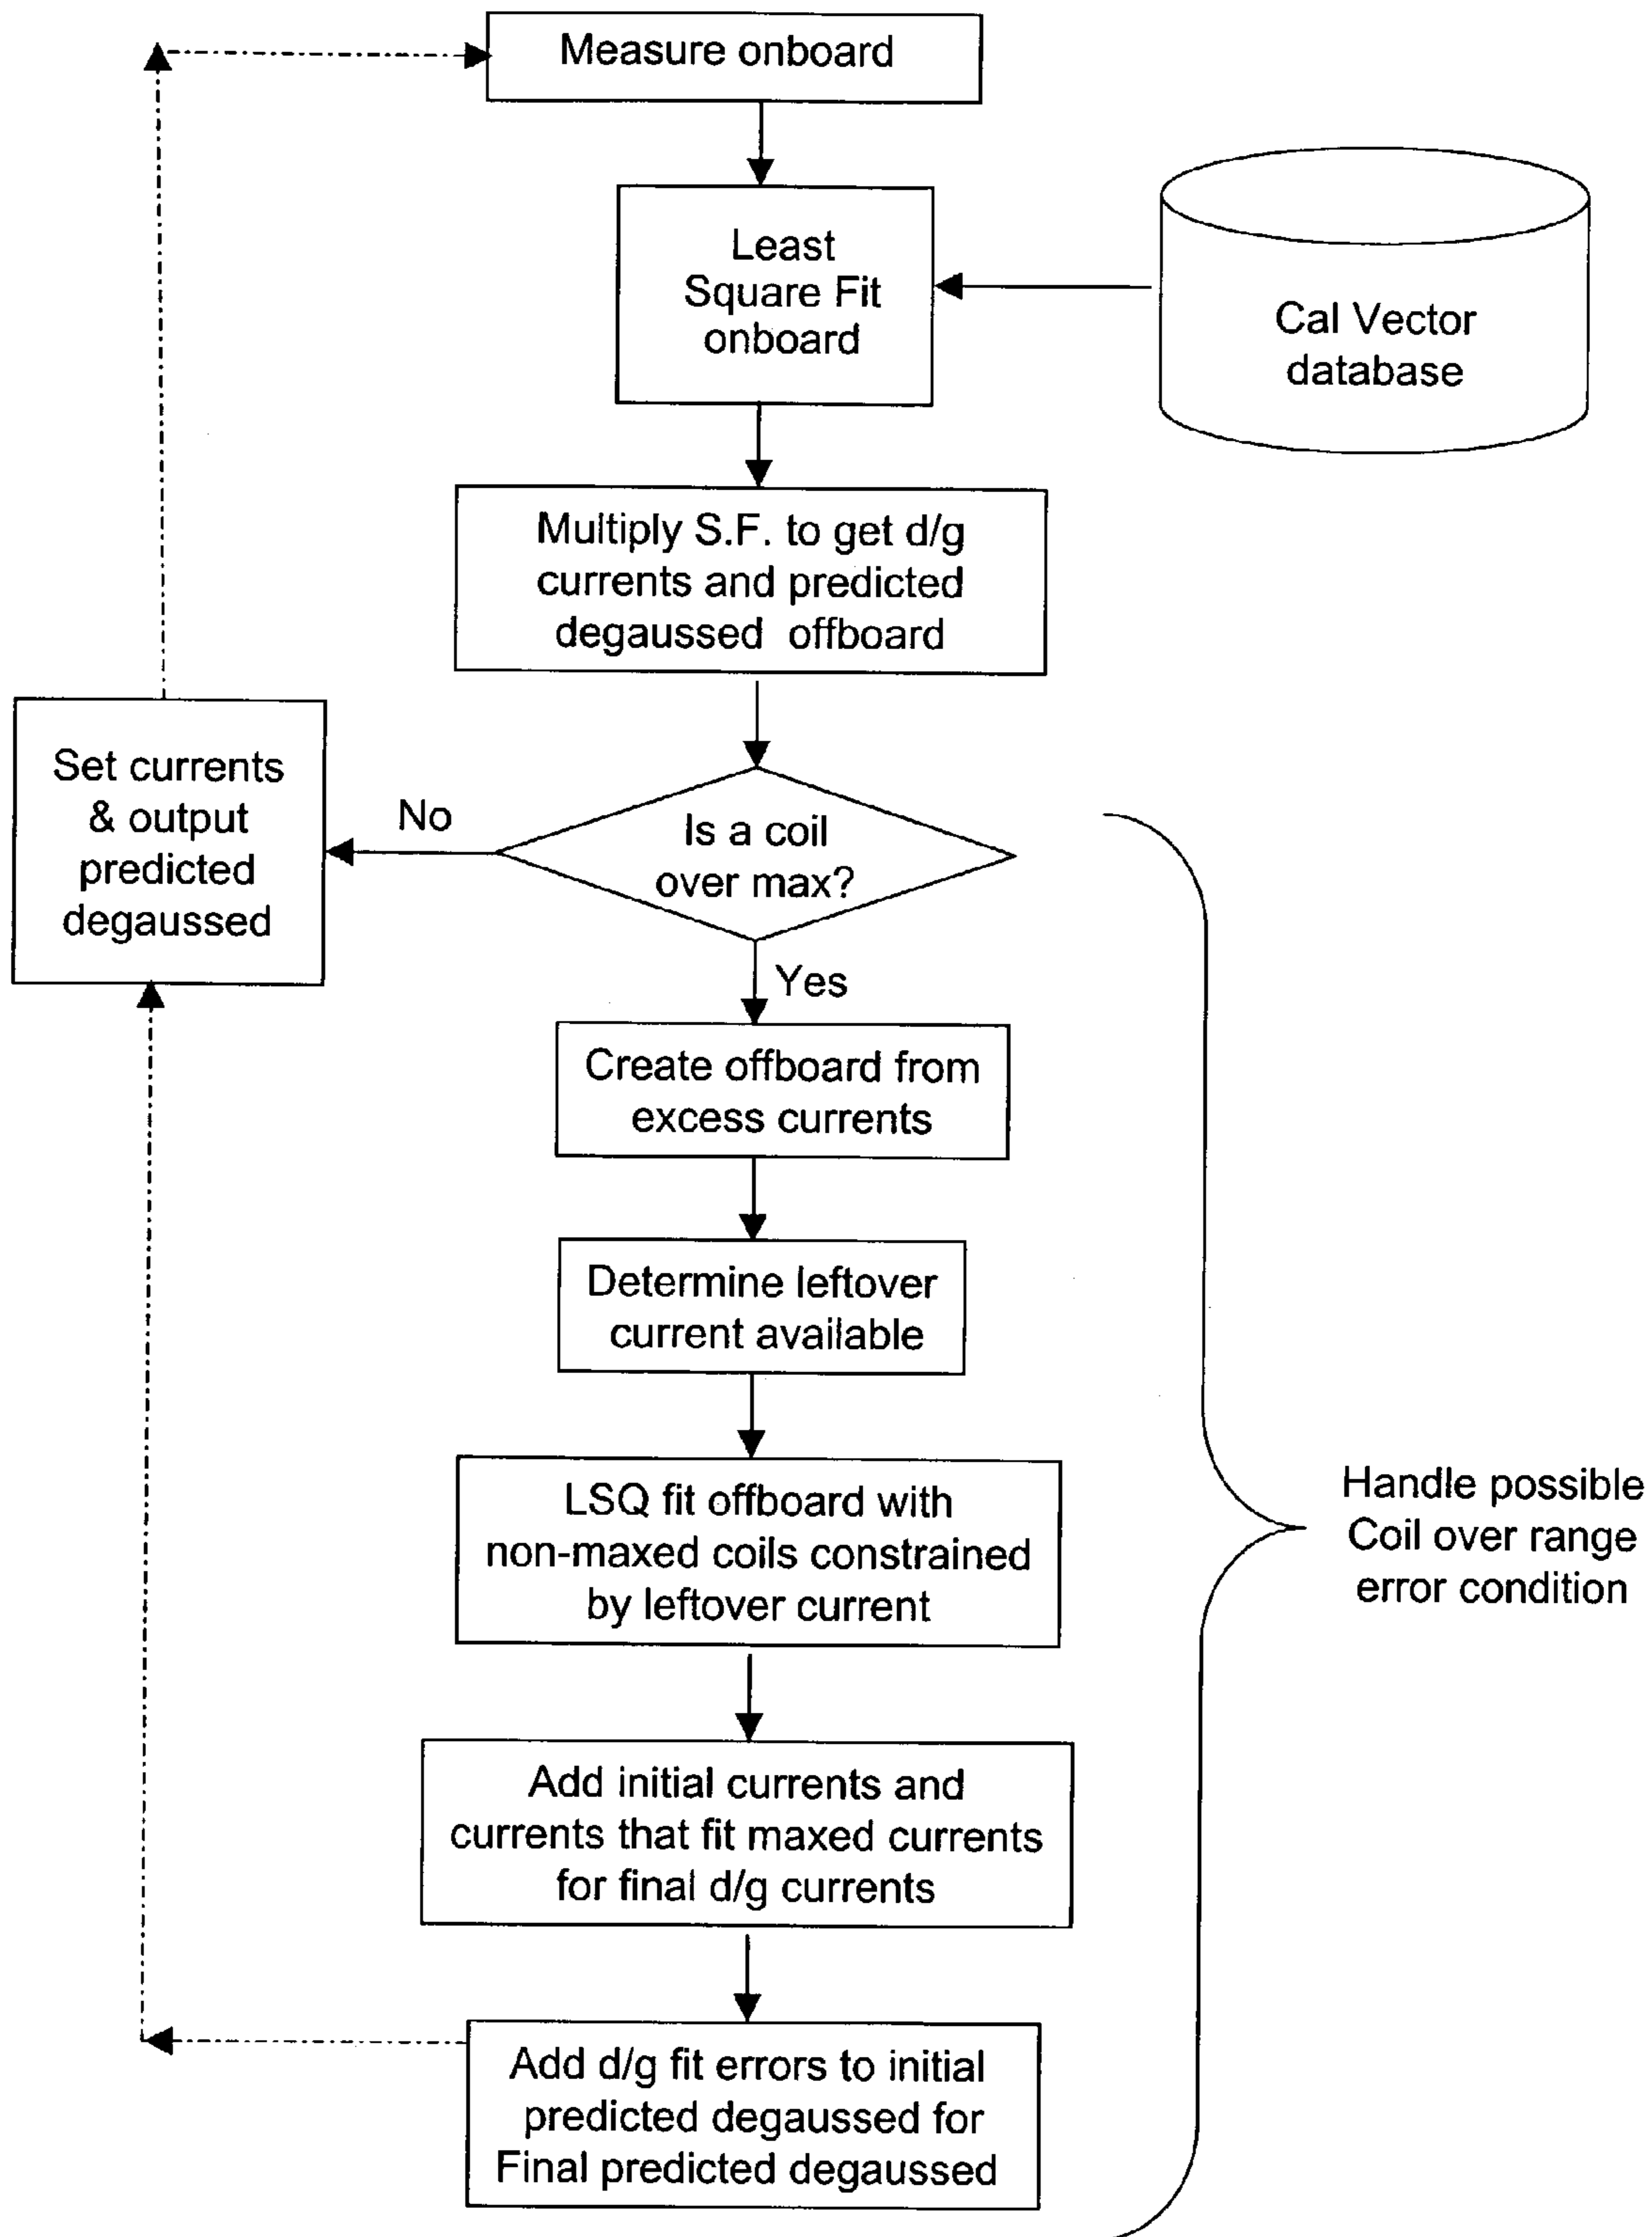 Measure onboard
Least
Square Fit
onboard
Cal Vector
database
Multiply S.F. to get d/g
currents and predicted
degaussed offboard
Set currents
& output
predicted
degaussed
No
Is a coil
over max?
Yes
Create offboard from
excess currents
Determine leftover
current available
LSQ fit offboard with
non-maxed coils constrained
by leftover current
Handle possible
Coil over range
error condition
Add initial currents and
currents that fit maxed currents
for final d/g currents
Add d/g fit errors to initial
predicted degaussed for
Final predicted degaussed